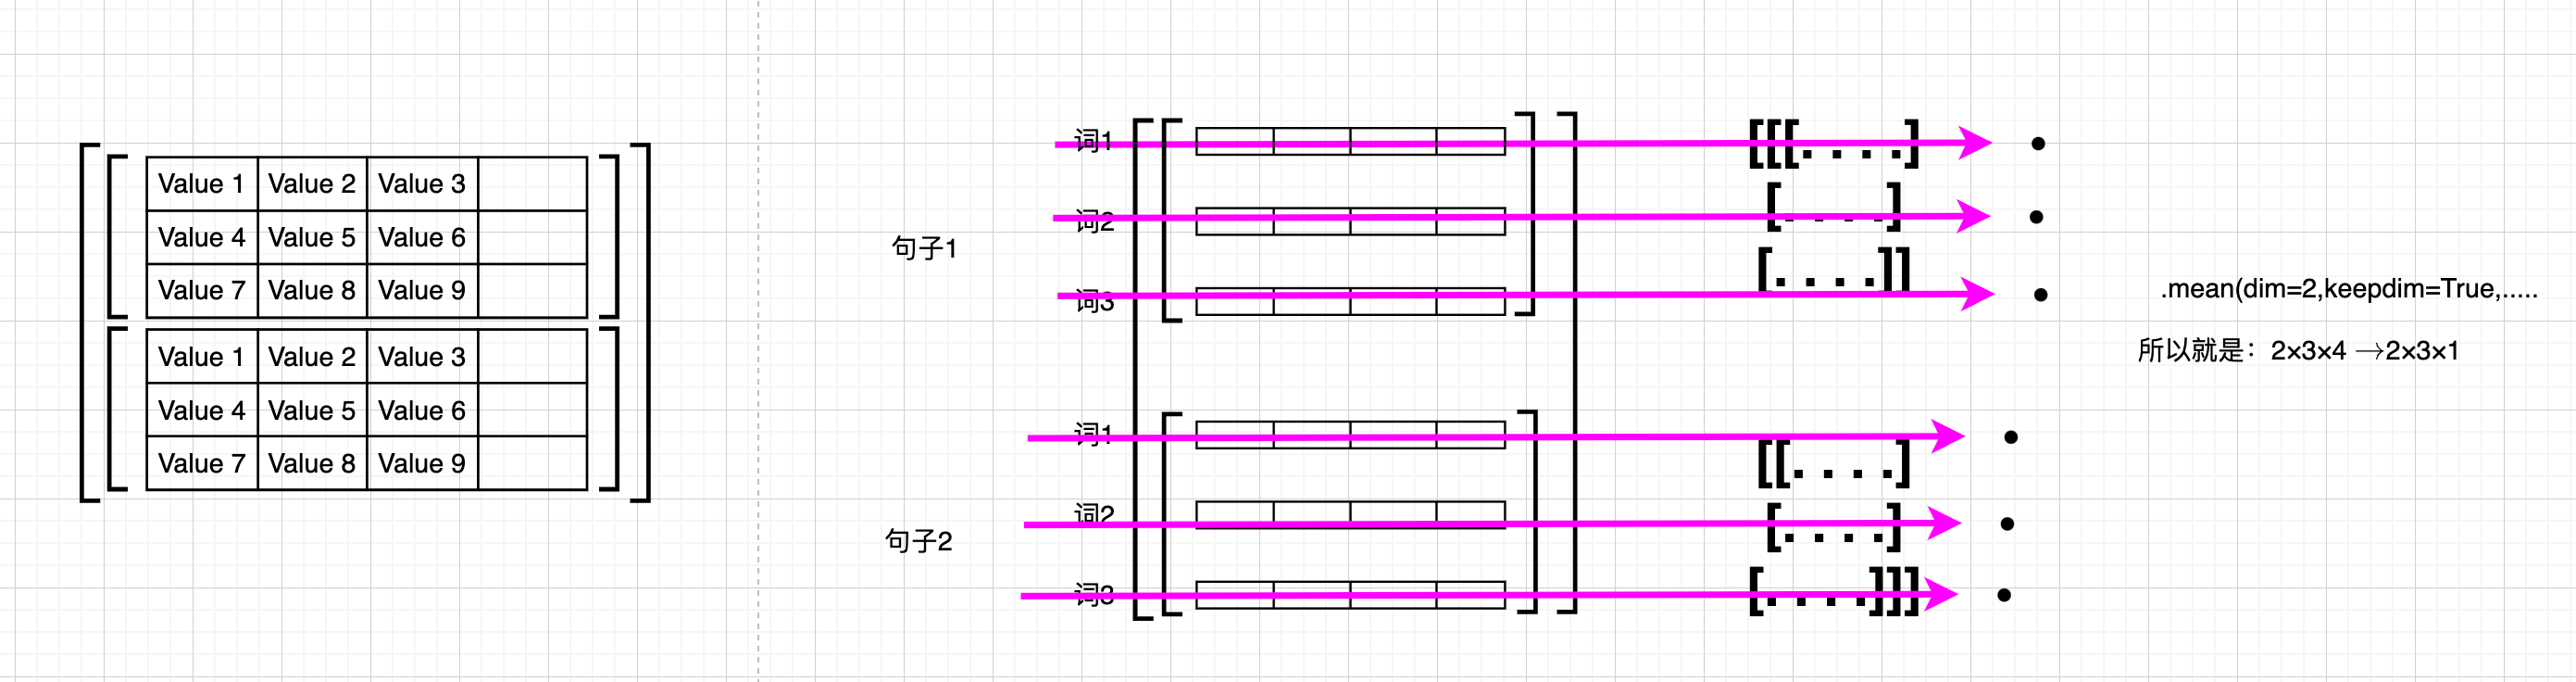 Value 1 Value 2 Value 3
Value 4 Value 5 Value 6
Value 7 Value 8 Value 9
Value 1 Value 2 Value 3
Value 4 Value 5 Value 6
Value 7 Value 8 Value 9
句子1
词1
词2
词3
句子2
词1
词2
词3
[[[. . . .]
[. . . .]
[. . . .]]
[[. . . .]
[. . . .]
[. . . .]]]
.mean(dim=2,keepdim=True,.....
所以就是：2×3×4 →2×3×1